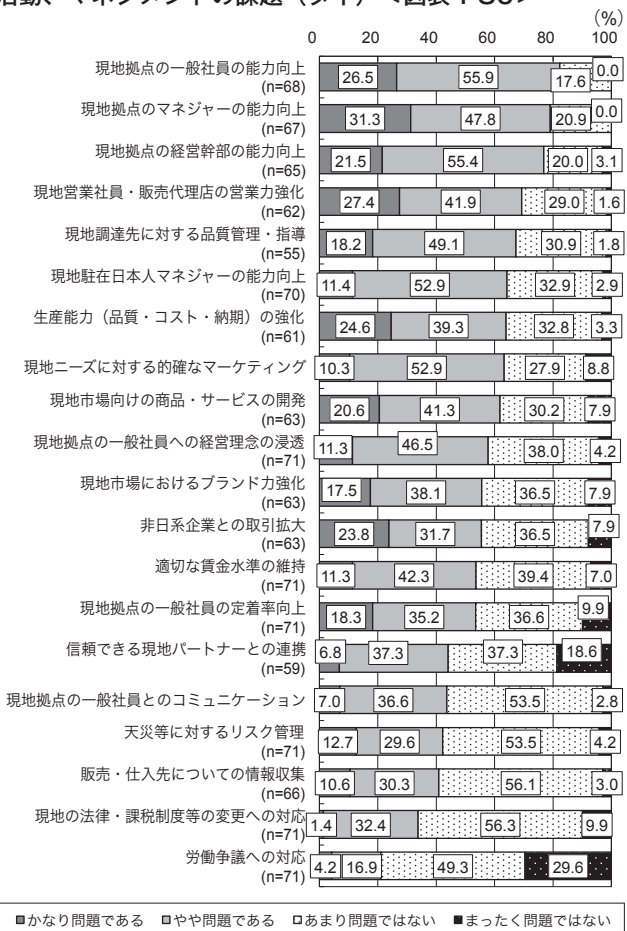 (%)
0 20 40 60 80 100
現地拠点の一般社員の能力向上
(n=68)
26.5 55.9 17.6 0.0
現地拠点のマネジャーの能力向上
(n=67)
31.3 47.8 20.9 0.0
現地拠点の経営幹部の能力向上
(n=65)
21.5 55.4 20.0 3.1
現地営業社員・販売代理店の営業力強化
(n=62)
27.4 41.9 29.0 1.6
現地調達先に対する品質管理・指導
(n=55)
18.2 49.1 30.9 1.8
現地駐在日本人マネジャーの能力向上
(n=70)
11.4 52.9 32.9 2.9
生産能力（品質・コスト・納期）の強化
(n=61)
24.6 39.3 32.8 3.3
現地ニーズに対する的確なマーケティング
10.3 52.9 27.9 8.8
現地市場向けの商品・サービスの開発
(n=63)
20.6 41.3 30.2 7.9
現地拠点の一般社員への経営理念の浸透
(n=71)
11.3 46.5 38.0 4.2
現地市場におけるブランド力強化
(n=63)
17.5 38.1 36.5 7.9
非日系企業との取引拡大
(n=63)
23.8 31.7 36.5 7.9
適切な賃金水準の維持
(n=71)
11.3 42.3 39.4 7.0
現地拠点の一般社員の定着率向上
(n=71)
18.3 35.2 36.6 9.9
信頼できる現地パートナーとの連携
(n=59)
6.8 37.3 37.3 18.6
現地拠点の一般社員とのコミュニケーション
7.0 36.6 53.5 2.8
天災等に対するリスク管理
(n=71)
12.7 29.6 53.5 4.2
販売・仕入先についての情報収集
(n=66)
10.6 30.3 56.1 3.0
現地の法律・課税制度等の変更への対応
(n=71)
1.4 32.4 56.3 9.9
労働争議への対応
(n=71)
4.2 16.9 49.3 29.6
■かなり問題である ■やや問題である □あまり問題ではない ■まったく問題ではない